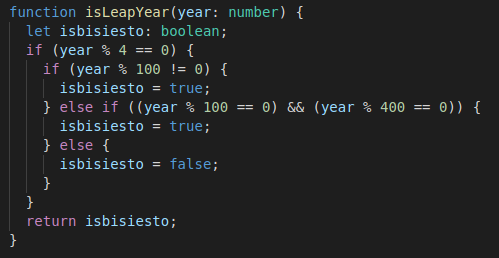 function isLeapYear(year: number) {
  let isbisiesto: boolean;
  if (year % 4 == 0) {
    if (year % 100 != 0) {
      isbisiesto = true;
    } else if ((year % 100 == 0) && (year % 400 == 0)) {
      isbisiesto = true;
    } else {
      isbisiesto = false;
    }
  }
  return isbisiesto;
}